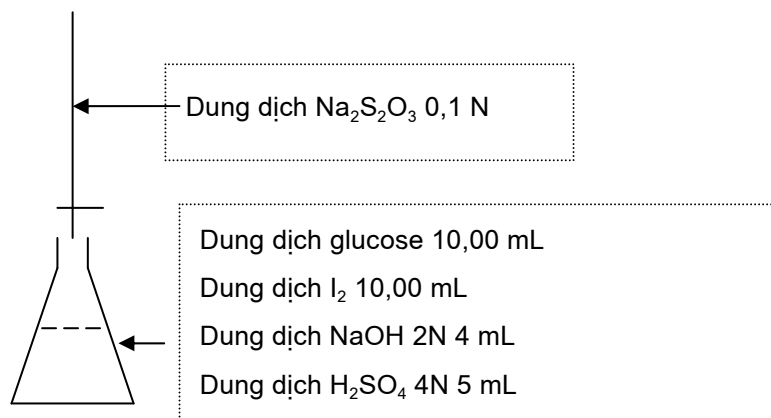 Dung dịch Na₂S₂O₃ 0,1 N
Dung dịch glucose 10,00 mL
Dung dịch I₂ 10,00 mL
Dung dịch NaOH 2N 4 mL
Dung dịch H₂SO₄ 4N 5 mL